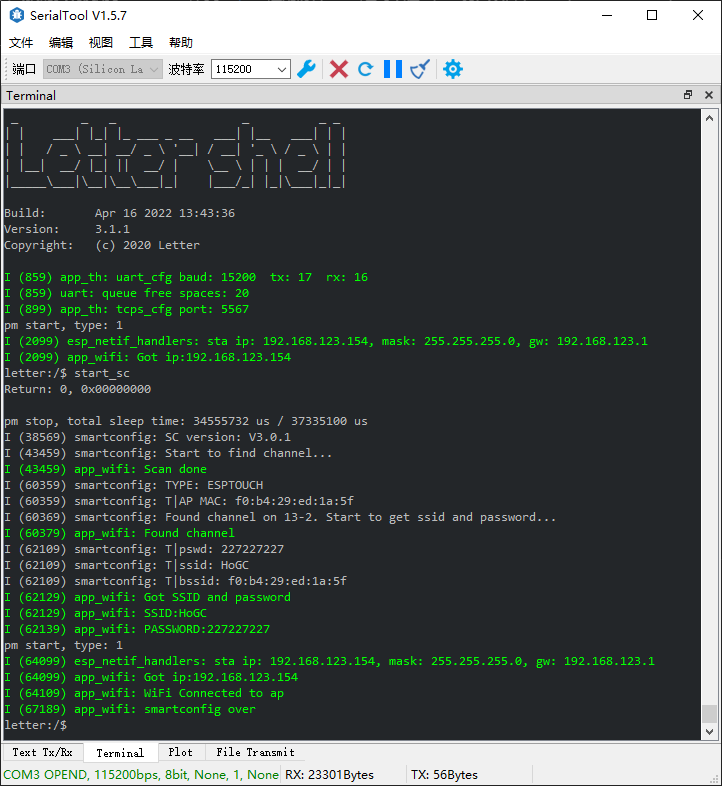 SerialTool V1.5.7
文件 编辑 视图 工具 帮助
端口 COM3 (Silicon La 波特率 115200
Terminal
Letter shell
Build:       Apr 16 2022 13:43:36
Version:     3.1.1
Copyright:   (c) 2020 Letter
I (859) app_th: uart_cfg baud: 15200  tx: 17  rx: 16
I (859) uart: queue free spaces: 20
I (899) app_th: tcps_cfg port: 5567
pm start, type: 1
I (2099) esp_netif_handlers: sta ip: 192.168.123.154, mask: 255.255.255.0, gw: 192.168.123.1
I (2099) app_wifi: Got ip:192.168.123.154
letter:/$ start_sc
Return: 0, 0x00000000
pm stop, total sleep time: 34555732 us / 37335100 us
I (38569) smartconfig: SC version: V3.0.1
I (43459) smartconfig: Start to find channel...
I (43459) app_wifi: Scan done
I (60359) smartconfig: TYPE: ESPTOUCH
I (60359) smartconfig: T|AP MAC: f0:b4:29:ed:1a:5f
I (60369) smartconfig: Found channel on 13-2. Start to get ssid and password...
I (60379) app_wifi: Found channel
I (62109) smartconfig: T|pswd: 227227227
I (62109) smartconfig: T|ssid: HoGC
I (62109) smartconfig: T|bssid: f0:b4:29:ed:1a:5f
I (62129) app_wifi: Got SSID and password
I (62129) app_wifi: SSID:HoGC
I (62139) app_wifi: PASSWORD:227227227
pm start, type: 1
I (64099) esp_netif_handlers: sta ip: 192.168.123.154, mask: 255.255.255.0, gw: 192.168.123.1
I (64099) app_wifi: Got ip:192.168.123.154
I (64109) app_wifi: WiFi Connected to ap
I (67189) app_wifi: smartconfig over
letter:/$
Text Tx/Rx Terminal Plot File Transmit
COM3 OPEND, 115200bps, 8bit, None, 1, None RX: 23301Bytes TX: 56Bytes